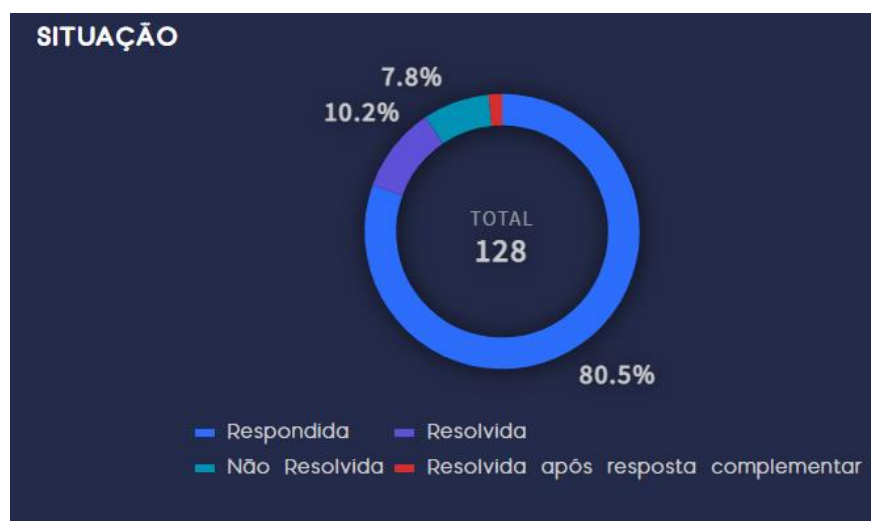 SITUAÇÃO
7.8%
10.2%
TOTAL
128
80.5%
Respondida Resolvida
Não Resolvida Resolvida após resposta complementar